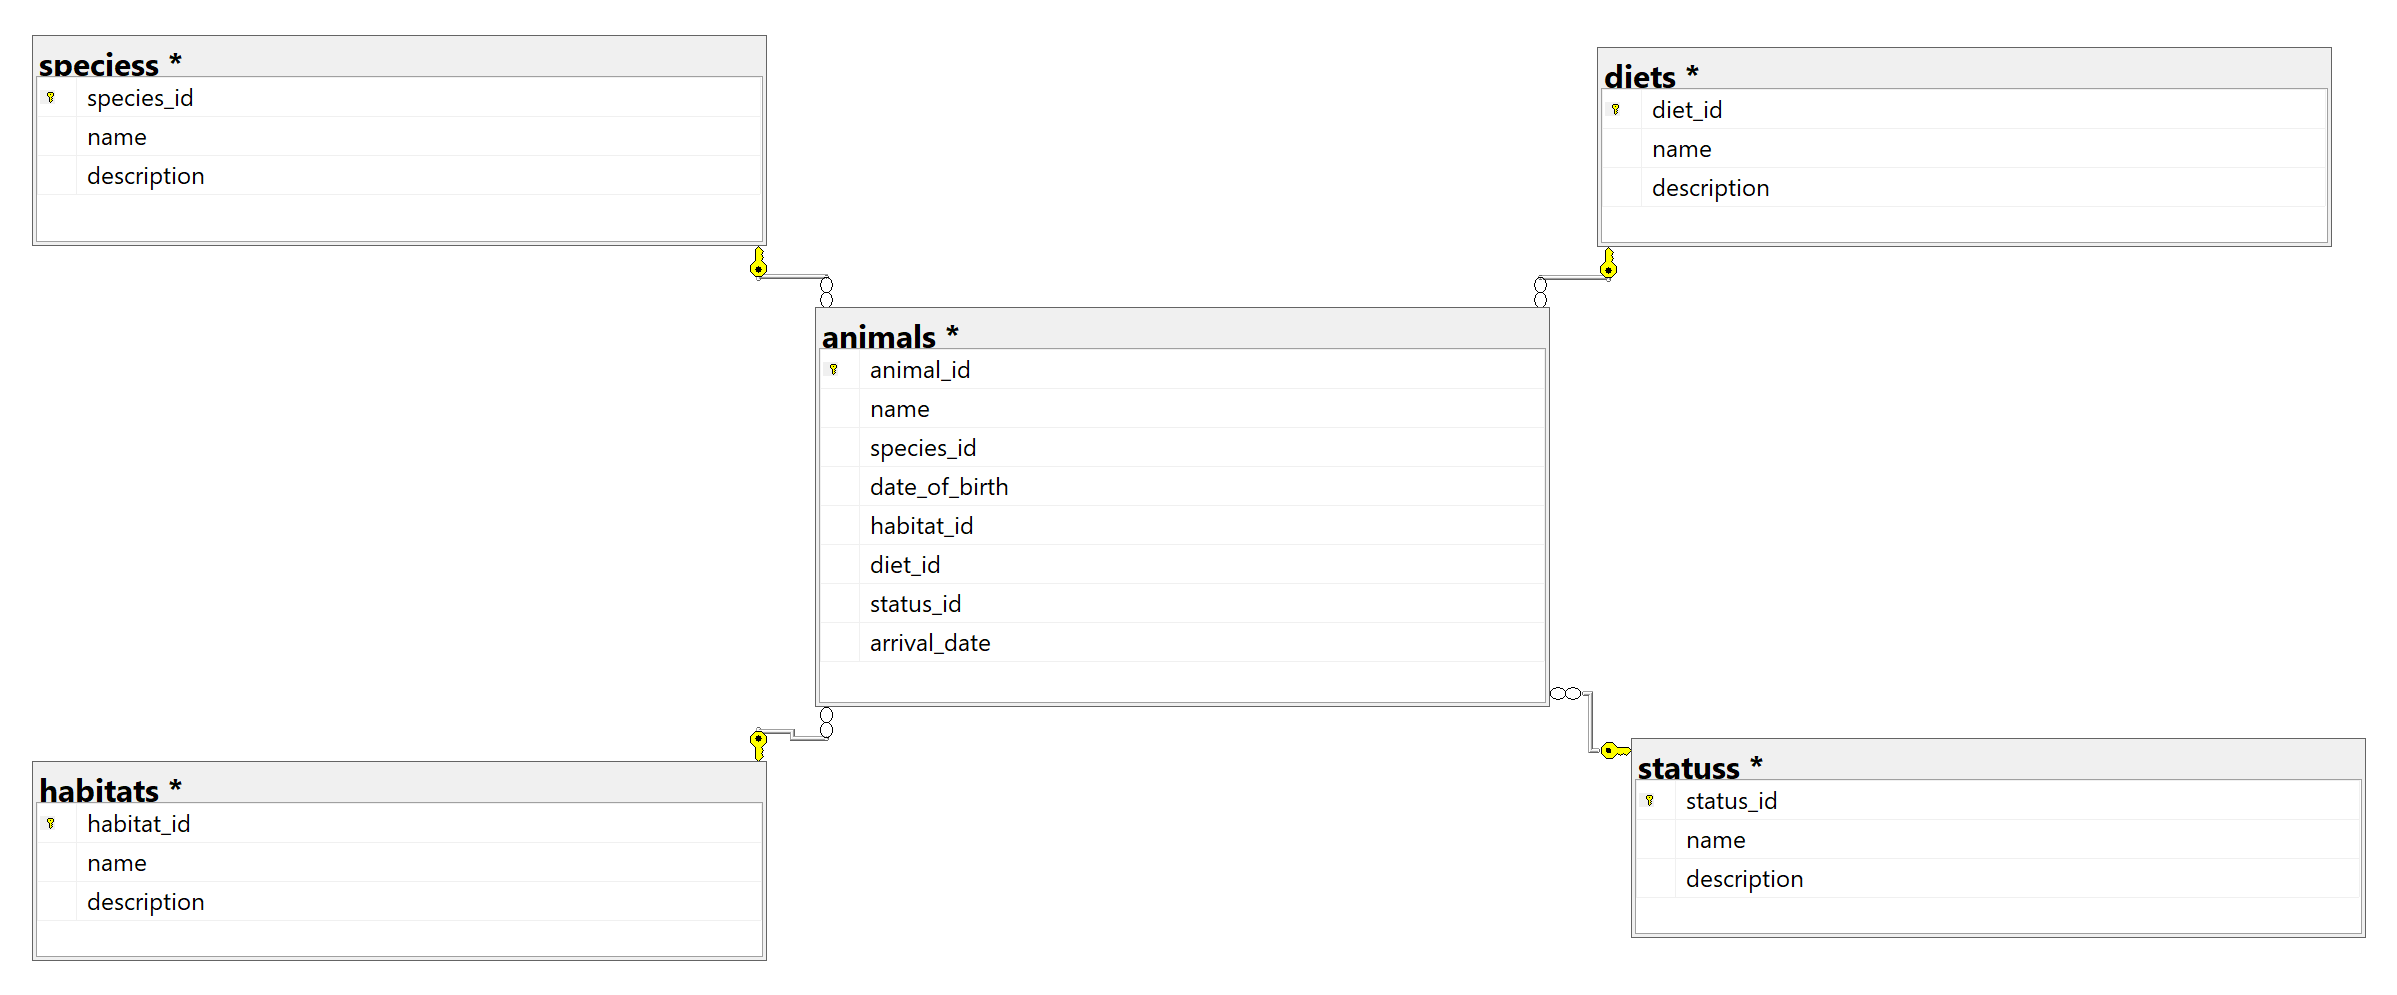 speciess *
species_id
name
description
diets *
diet_id
name
description
animals *
animal_id
name
species_id
date_of_birth
habitat_id
diet_id
status_id
arrival_date
habitats *
habitat_id
name
description
statuss *
status_id
name
description